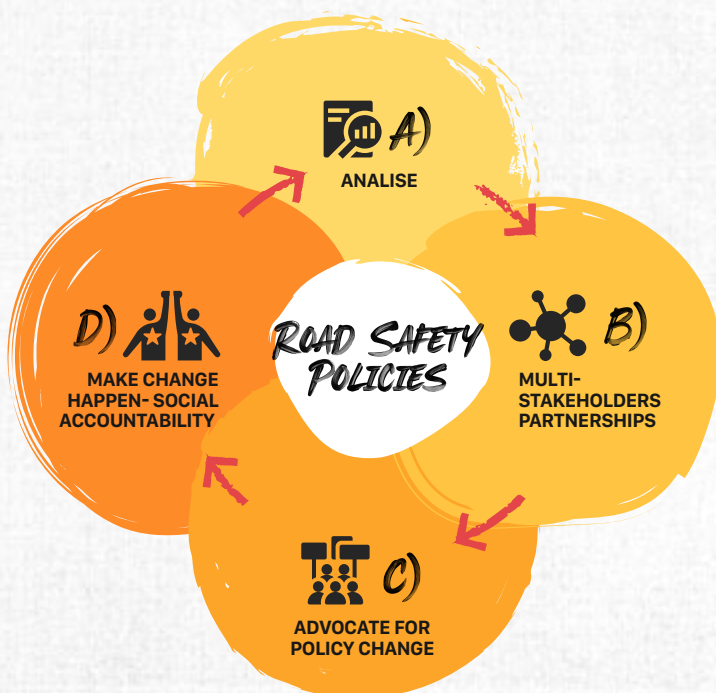 A)
ANALISE
ROAD SAFETY
POLICIES
B)
MULTI-
STAKEHOLDERS
PARTNERSHIPS
C)
ADVOCATE FOR
POLICY CHANGE
D)
MAKE CHANGE
HAPPEN- SOCIAL
ACCOUNTABILITY